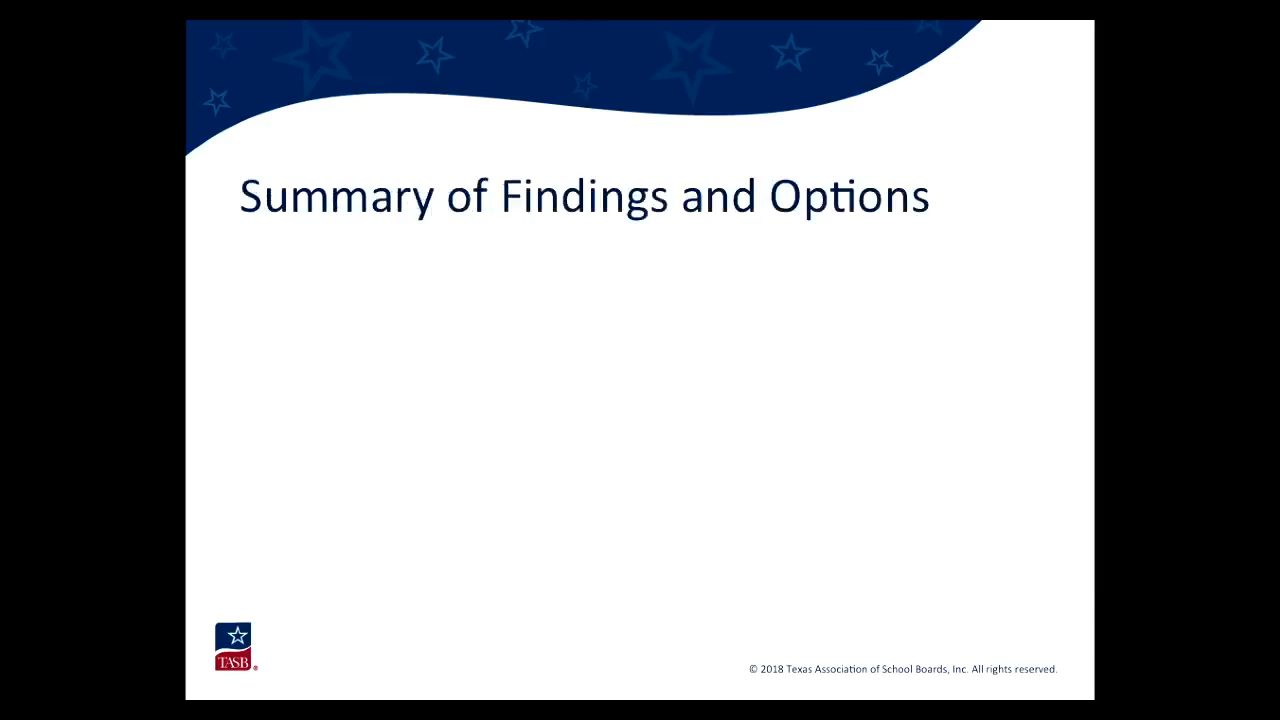 Summary of Findings and Options
TASB®
© 2018 Texas Association of School Boards, Inc. All rights reserved.